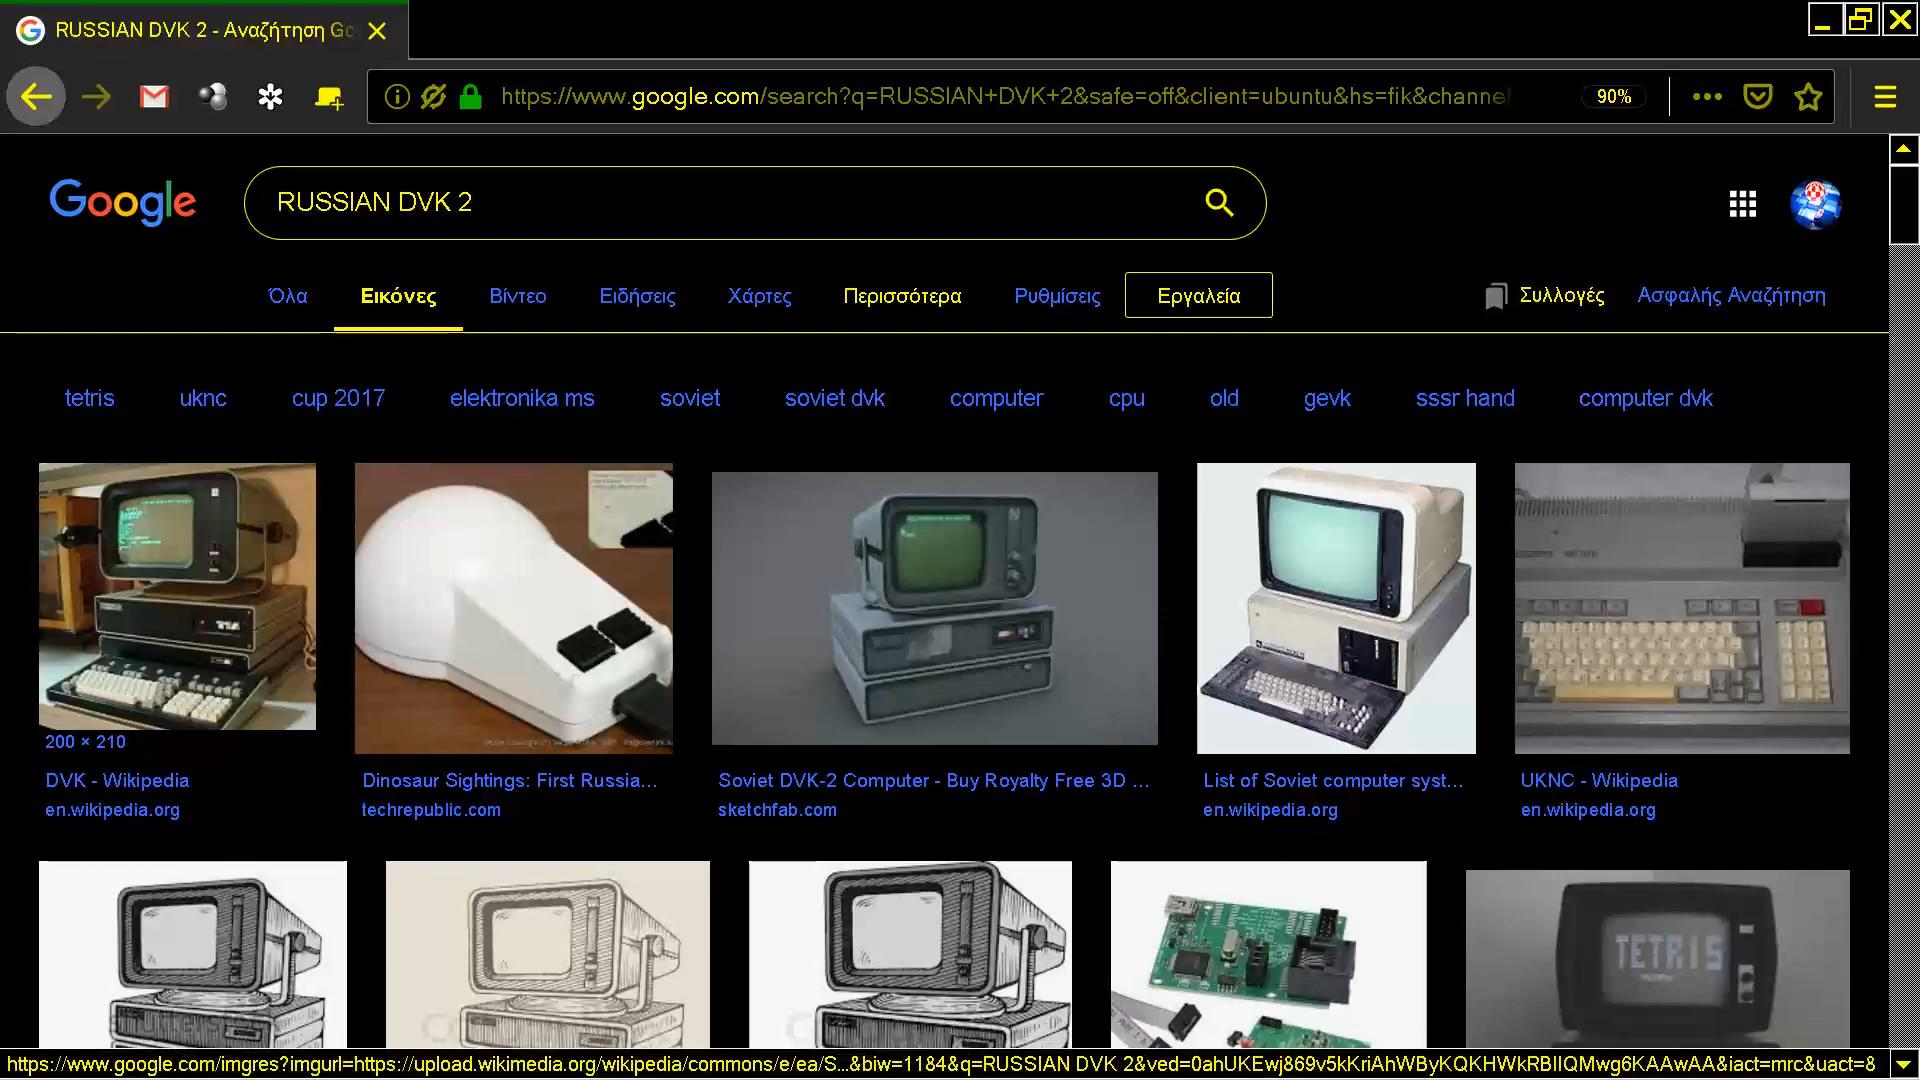 RUSSIAN DVK 2 - Αναζήτηση Go
https://www.google.com/search?q=RUSSIAN+DVK+2&safe=off&client=ubuntu&hs=fik&channel
90%
Google
RUSSIAN DVK 2
Όλα Εικόνες Βίντεο Ειδήσεις Χάρτες Περισσότερα Ρυθμίσεις Εργαλεία Συλλογές Ασφαλής Αναζήτηση
tetris uknc cup 2017 elektronika ms soviet soviet dvk computer cpu old gevk sssr hand computer dvk
200 × 210
DVK - Wikipedia
en.wikipedia.org
Dinosaur Sightings: First Russia...
techrepublic.com
Soviet DVK-2 Computer - Buy Royalty Free 3D ...
sketchfab.com
List of Soviet computer syst...
en.wikipedia.org
UKNC - Wikipedia
en.wikipedia.org
TETRIS
https://www.google.com/imgres?imgurl=https://upload.wikimedia.org/wikipedia/commons/e/ea/S...&biw=1184&q=RUSSIAN DVK 2&ved=0ahUKEwj869v5kKriAhWByKQKHWkRBIIQMwg6KAAwAA&iact=mrc&uact=8